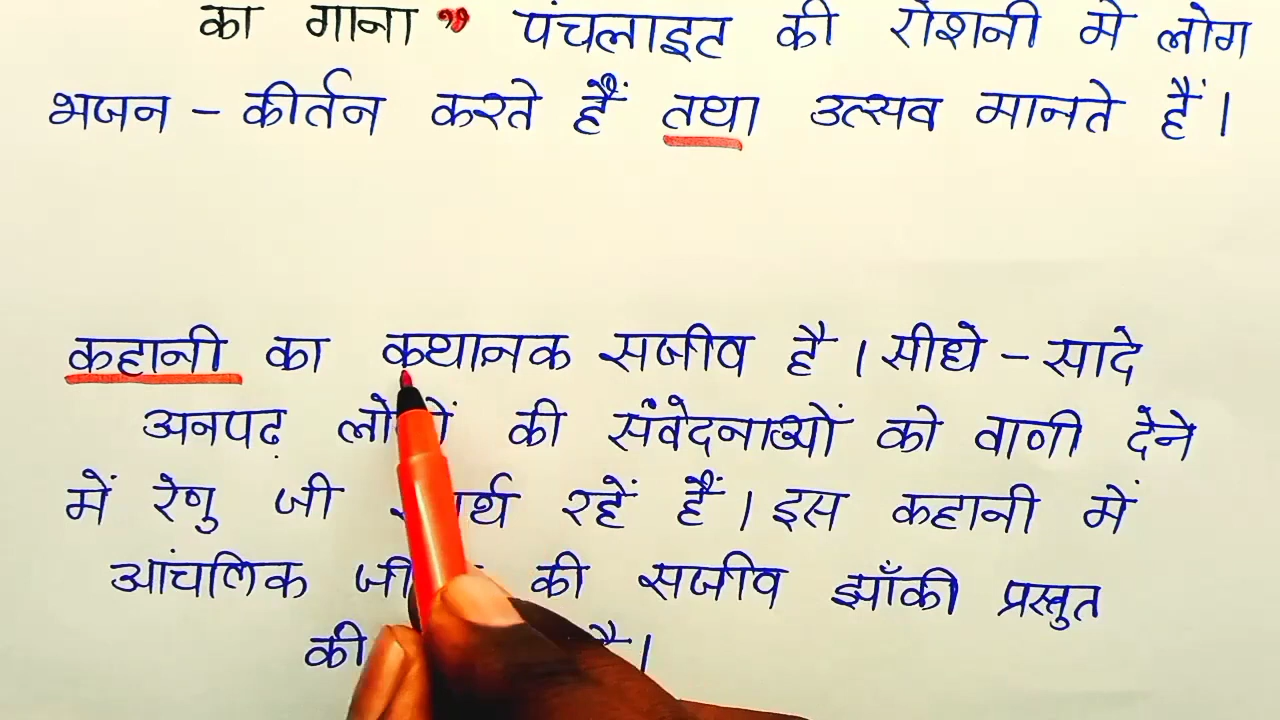 का गाना” पंचलाइट की रोशनी मे लोग
भजन - कीर्तन करते हैं तथा उत्सव मानते हैं।
कहानी का कथानक सजीव है। सीधे - सादे
अनपढ़ की संवेदनाओं को वाणी देने
में रेणु जी रहें हैं। इस कहानी में
आंचलिक की सजीव झाँकी प्रस्तुत
की है।